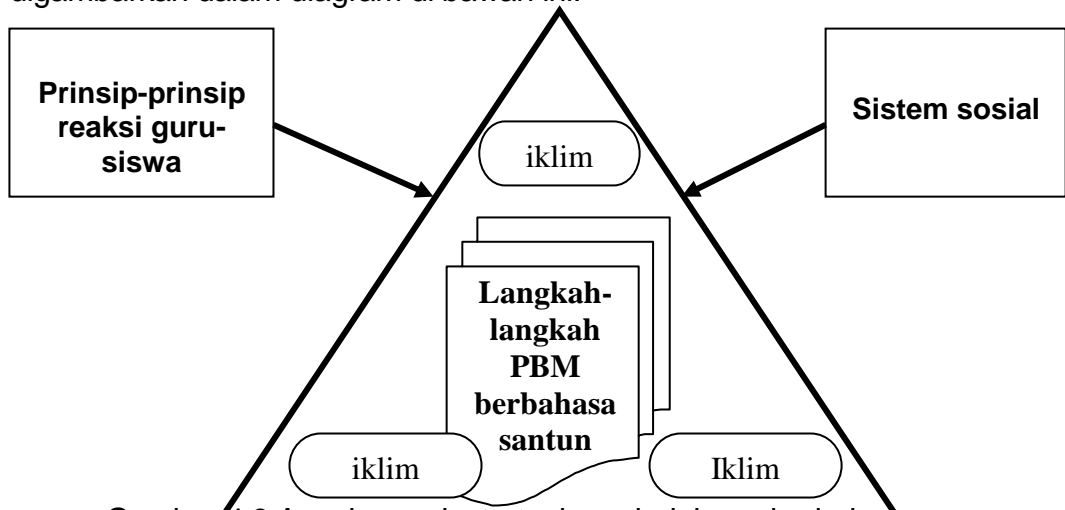 digambarkan dalam diagram di bawah ini.
Prinsip-prinsip
reaksi guru-
siswa
Sistem sosial
iklim
Langkah-
langkah
PBM
berbahasa
santun
iklim
Iklim